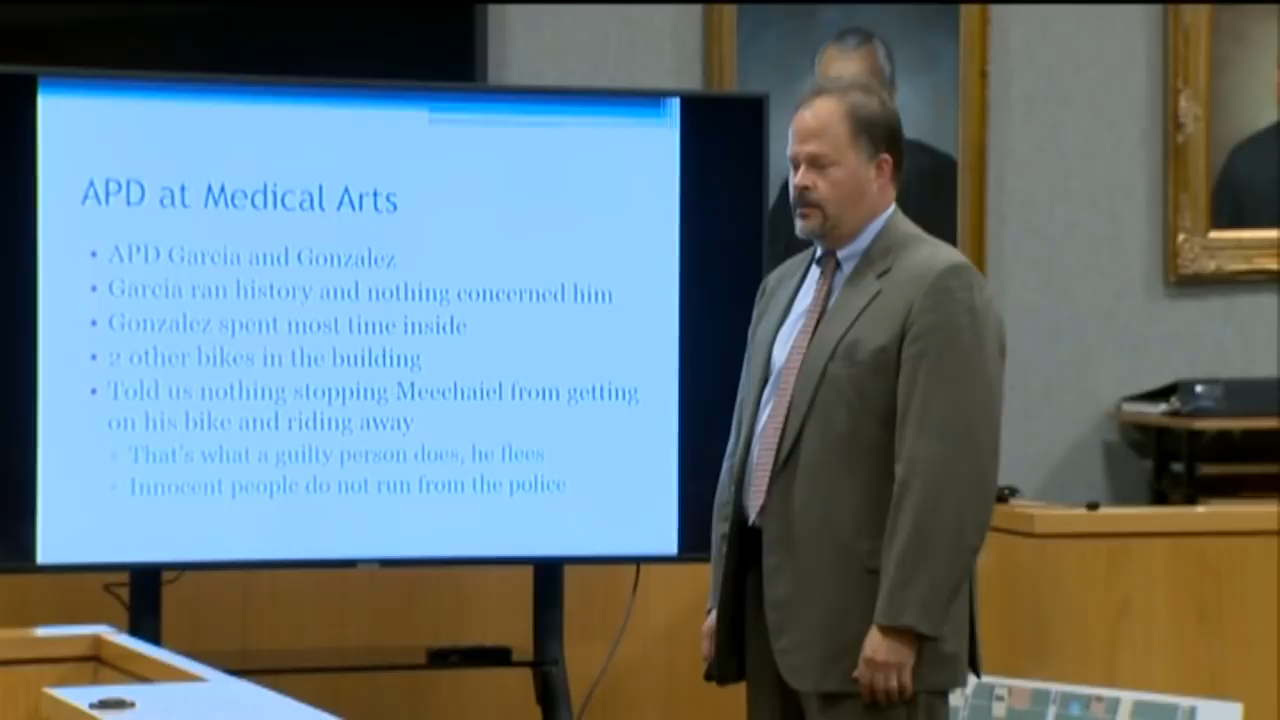 APD at Medical Arts
• APD Garcia and Gonzalez
• Garcia ran history and nothing concerned him
• Gonzalez spent most time inside
• 2 other bikes in the building
• Told us nothing stopping Meechaiel from getting
on his bike and riding away
▫ That's what a guilty person does, he flees
▫ Innocent people do not run from the police